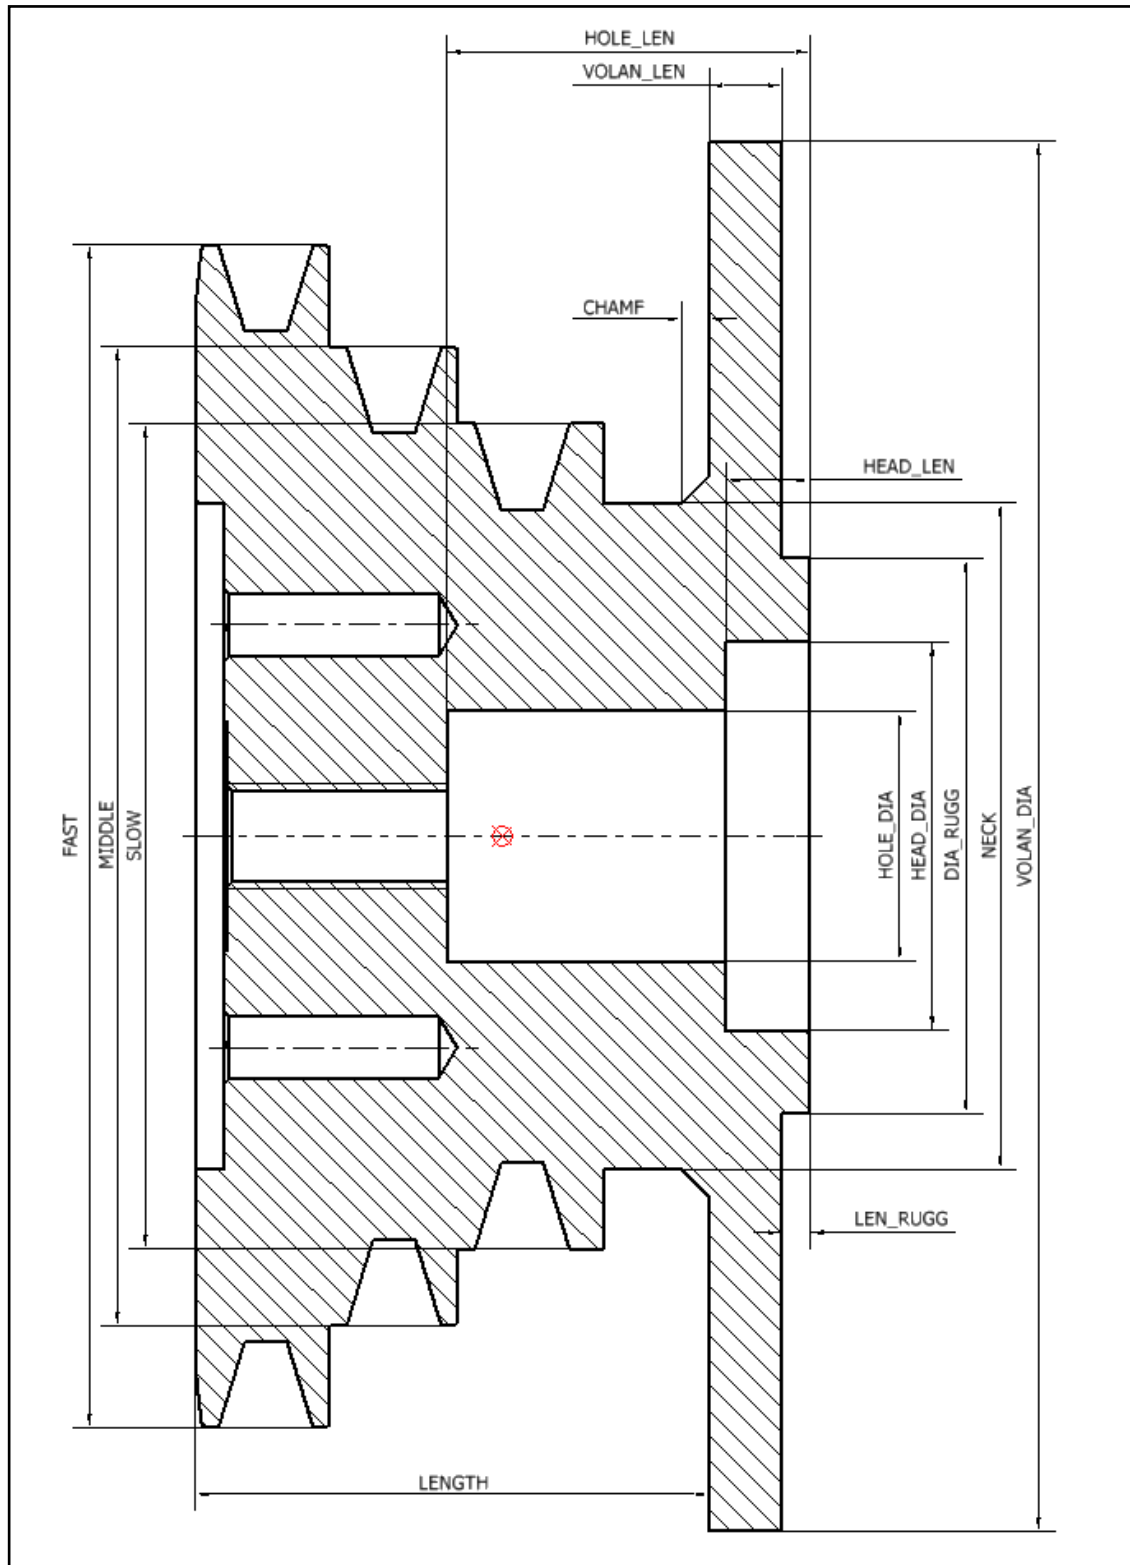 HOLE_LEN
VOLAN_LEN
CHAMF
HEAD_LEN
FAST
MIDDLE
SLOW
HOLE_DIA
HEAD_DIA
DIA_RUGG
NECK
VOLAN_DIA
LEN_RUGG
LENGTH